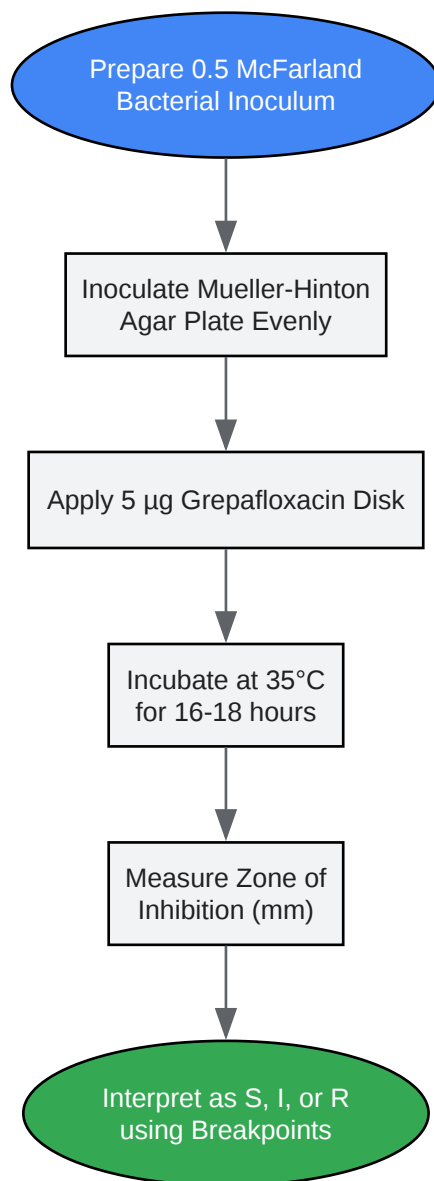 Prepare 0.5 McFarland
Bacterial Inoculum
Inoculate Mueller-Hinton
Agar Plate Evenly
Apply 5 µg Grepafloxacin Disk
Incubate at 35°C
for 16-18 hours
Measure Zone of
Inhibition (mm)
Interpret as S, I, or R
using Breakpoints